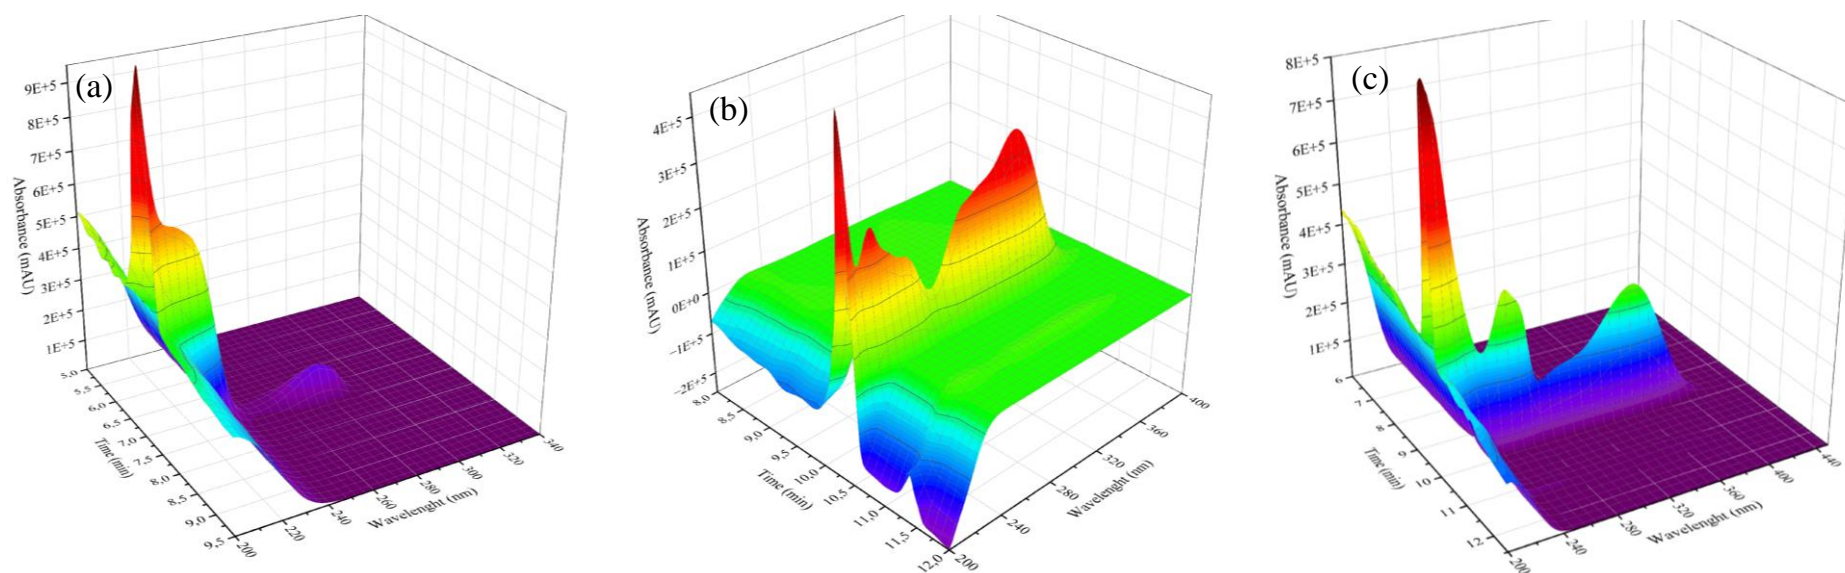 (a)
Absorbance (mAU)
9E+5
8E+5
7E+5
6E+5
5E+5
4E+5
3E+5
2E+5
1E+5
5.0
5.5
6.0
6.5
7.0
7.5
8.0
8.5
9.0
9,5
Time (min)
200
220
240
260
280
300
320
340
Wavelenght (nm)
(b)
Absorbance (mAU)
4E+5
3E+5
2E+5
1E+5
0E+0
−1E+5
−2E+5
8,0
8,5
9,0
9,5
10,0
10,5
11,0
11,5
12,0
Time (min)
200
240
280
320
360
400
Wavelenght (nm)
(c)
Absorbance (mAU)
8E+5
7E+5
6E+5
5E+5
4E+5
3E+5
2E+5
1E+5
6
7
8
9
10
11
12
Time (min)
200
240
280
320
360
400
440
Wavelenght (nm)